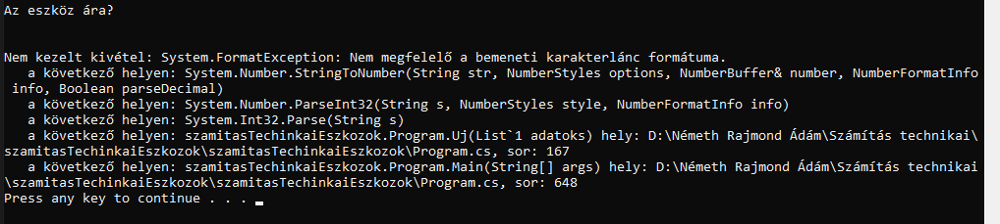 Az eszköz ára?
Nem kezelt kivétel: System.FormatException: Nem megfelelő a bemeneti karakterlánc formátuma.
a következő helyen: System.Number.StringToNumber(String str, NumberStyles options, NumberBuffer& number, NumberFormatInfo
info, Boolean parseDecimal)
a következő helyen: System.Number.ParseInt32(String s, NumberStyles style, NumberFormatInfo info)
a következő helyen: System.Int32.Parse(String s)
a következő helyen: szamitasTechinkaiEszkozok.Program.Uj(List`1 adatoks) hely: D:\Németh Rajmond Ádám\Számítás technikai\
szamitasTechinkaiEszkozok\szamitasTechinkaiEszkozok\Program.cs, sor: 167
a következő helyen: szamitasTechinkaiEszkozok.Program.Main(String[] args) hely: D:\Németh Rajmond Ádám\Számítás technikai
\szamitasTechinkaiEszkozok\szamitasTechinkaiEszkozok\Program.cs, sor: 648
Press any key to continue . . .